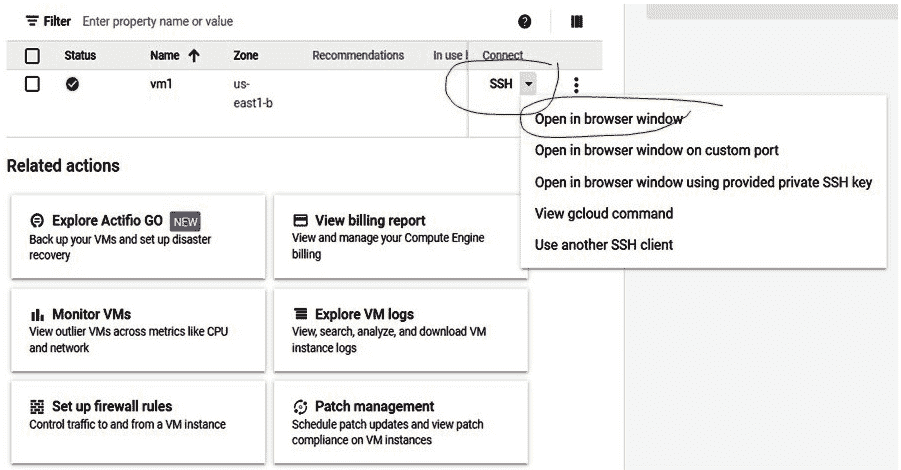 Filter Enter property name or value
Status Name Zone Recommendations In use Connect
vm1 us- SSH
east1-b
Open in browser window
Open in browser window on custom port
Open in browser window using provided private SSH key
View gcloud command
Use another SSH client
Related actions
Explore Actifio GO NEW
Back up your VMs and set up disaster
recovery
View billing report
View and manage your Compute Engine
billing
Monitor VMs
View outlier VMs across metrics like CPU
and network
Explore VM logs
View, search, analyze, and download VM
instance logs
Set up firewall rules
Control traffic to and from a VM instance
Patch management
Schedule patch updates and view patch
compliance on VM instances